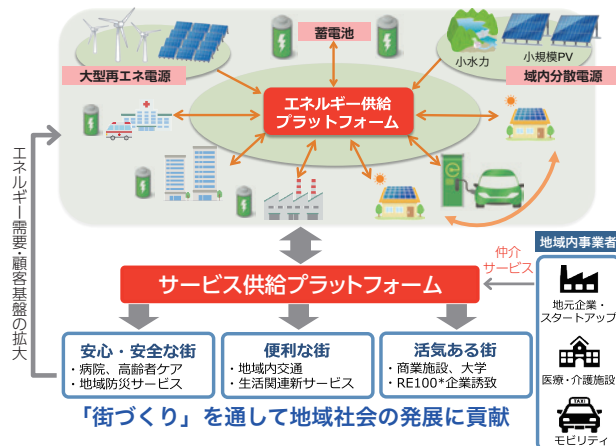 蓄電池
大型再エネ電源
小水力
小規模PV
域内分散電源
エネルギー供給
プラットフォーム
エネルギー需要・顧客基盤の拡大
仲介
サービス
地域内事業者
サービス供給プラットフォーム
地元企業・
スタートアップ
安心・安全な街
・病院、高齢者ケア
・地域防災サービス
便利な街
・地域内交通
・生活関連新サービス
活気ある街
・商業施設、大学
・RE100*企業誘致
医療・介護施設
TAXI
モビリティ
「街づくり」を通して地域社会の発展に貢献